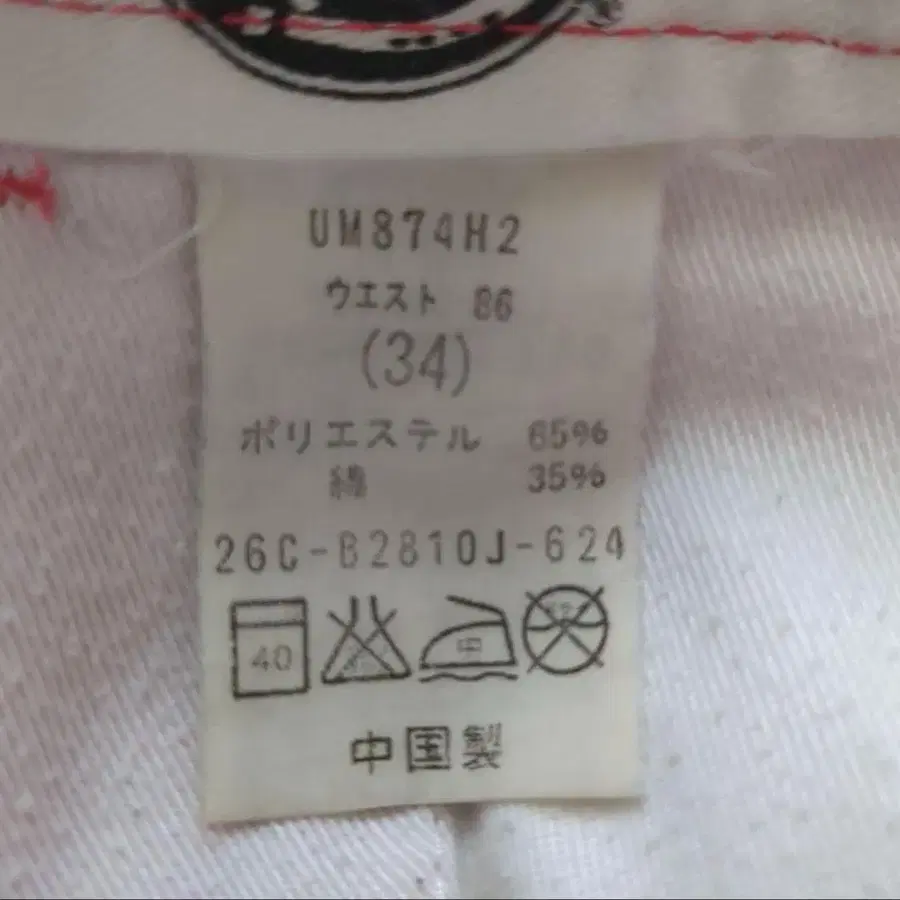 UM874H2
ウエスト 86
(34)
ポリエステル 65%
綿 35%
26C-B2810J-624
40 中
中国製